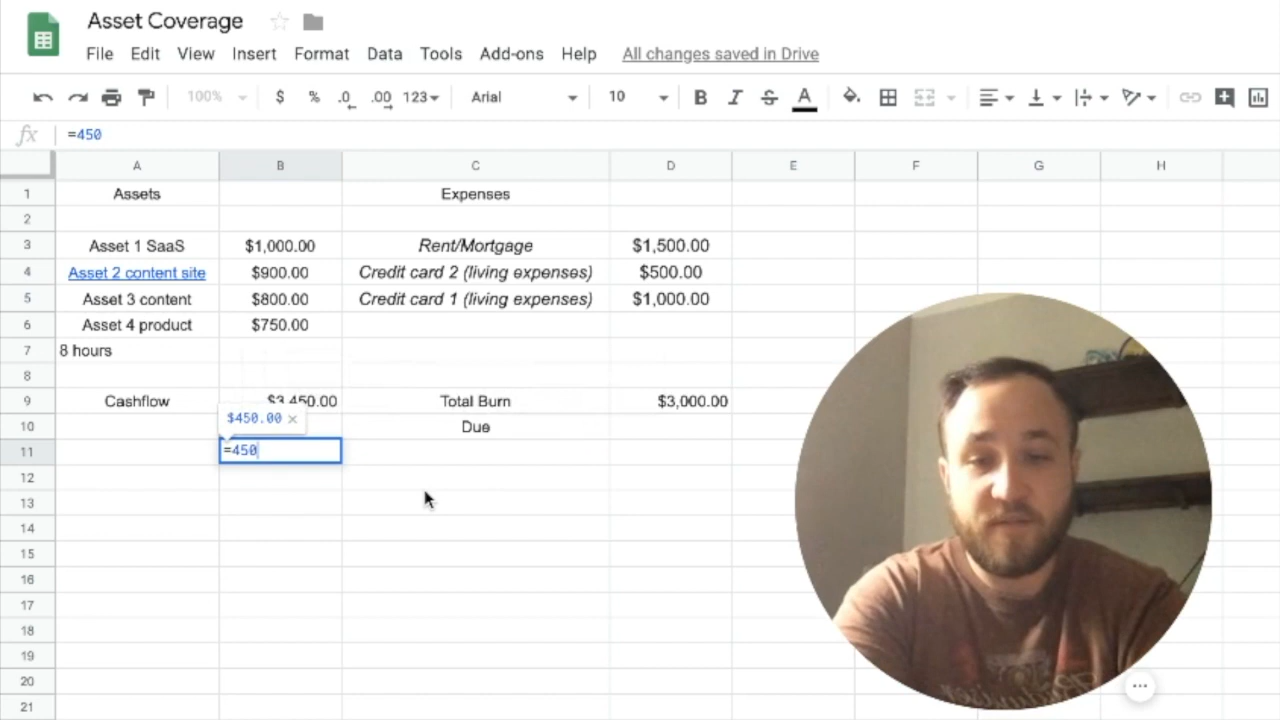 Asset Coverage
File Edit View Insert Format Data Tools Add-ons Help All changes saved in Drive
100% $ % .0 .00 123 Arial 10 B I S A
fx =450
A B C D E F G H
1 Assets Expenses
2
3 Asset 1 SaaS $1,000.00 Rent/Mortgage $1,500.00
4 Asset 2 content site $900.00 Credit card 2 (living expenses) $500.00
5 Asset 3 content $800.00 Credit card 1 (living expenses) $1,000.00
6 Asset 4 product $750.00
7 8 hours
8
9 Cashflow $3,450.00 Total Burn $3,000.00
$450.00 ×
10 Due
11 =450
12
13
14
15
16
17
18
19
20
21